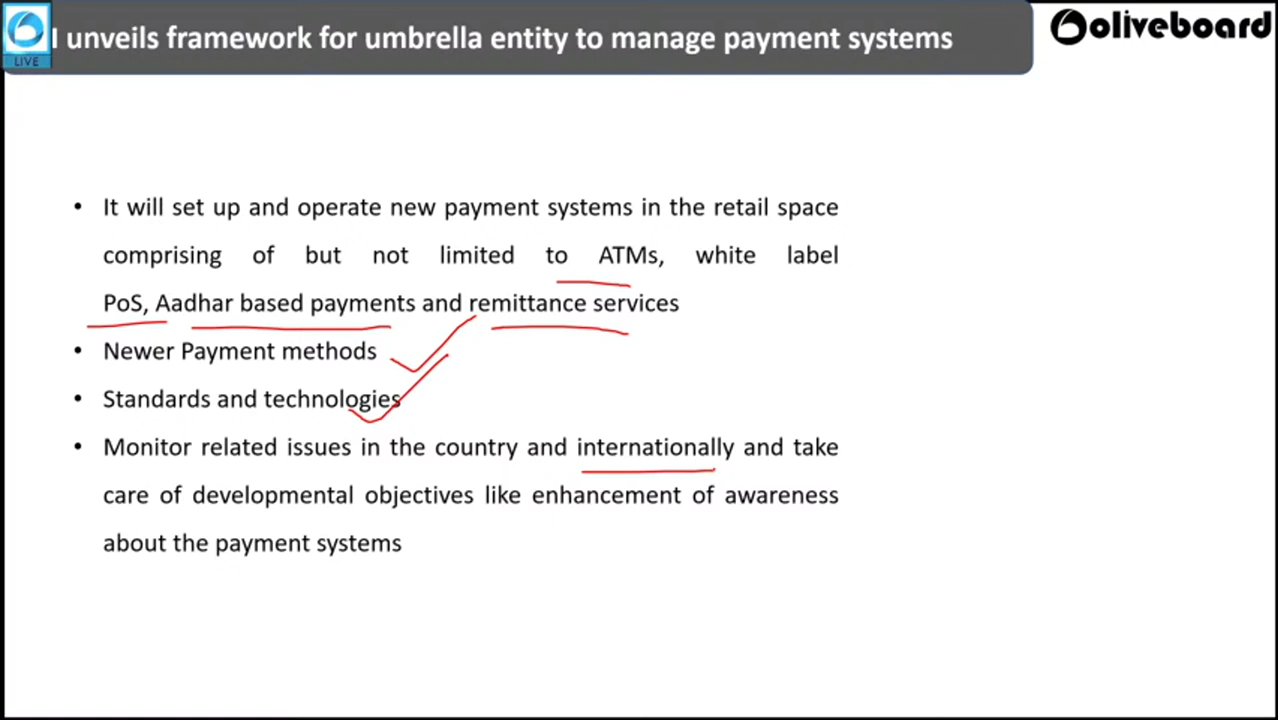 I unveils framework for umbrella entity to manage payment systems
LIVE
oliveboard
• It will set up and operate new payment systems in the retail space
comprising of but not limited to ATMs, white label
PoS, Aadhar based payments and remittance services
• Newer Payment methods
• Standards and technologies
• Monitor related issues in the country and internationally and take
care of developmental objectives like enhancement of awareness
about the payment systems